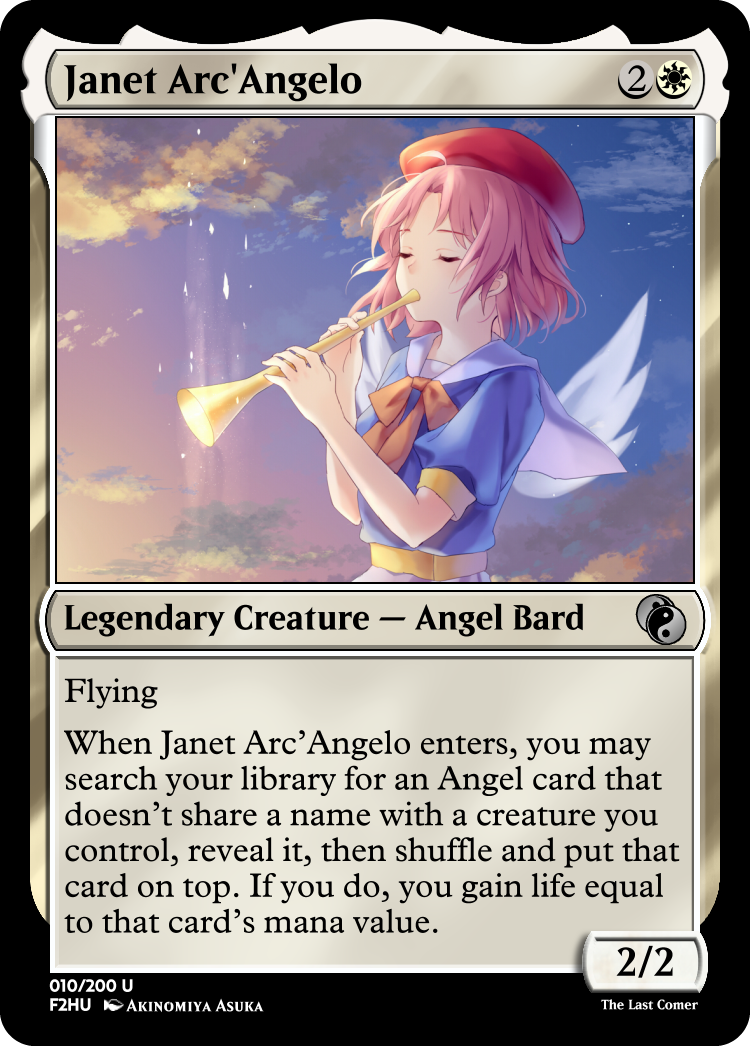 Janet Arc'Angelo 2
Legendary Creature — Angel Bard
Flying
When Janet Arc’Angelo enters, you may
search your library for an Angel card that
doesn’t share a name with a creature you
control, reveal it, then shuffle and put that
card on top. If you do, you gain life equal
to that card’s mana value.
2/2
010/200 U
F2HU AKINOMIYA ASUKA
The Last Comer